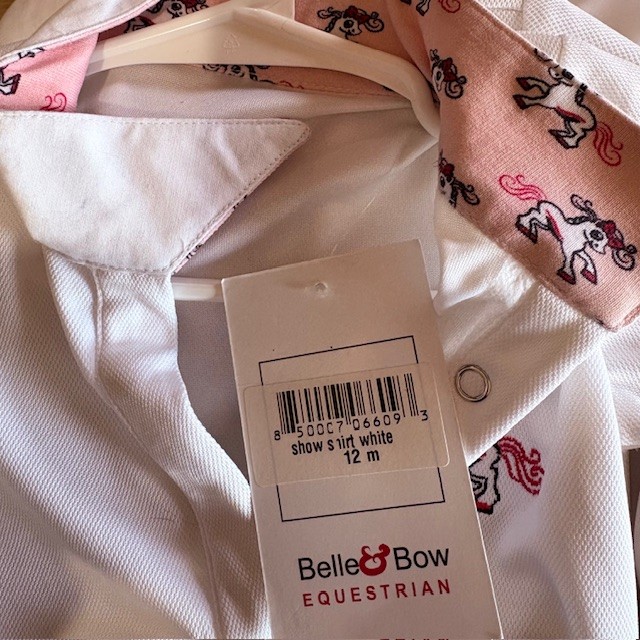 8 50007 06609 3
show shirt white
12 m
Belle&Bow
EQUESTRIAN